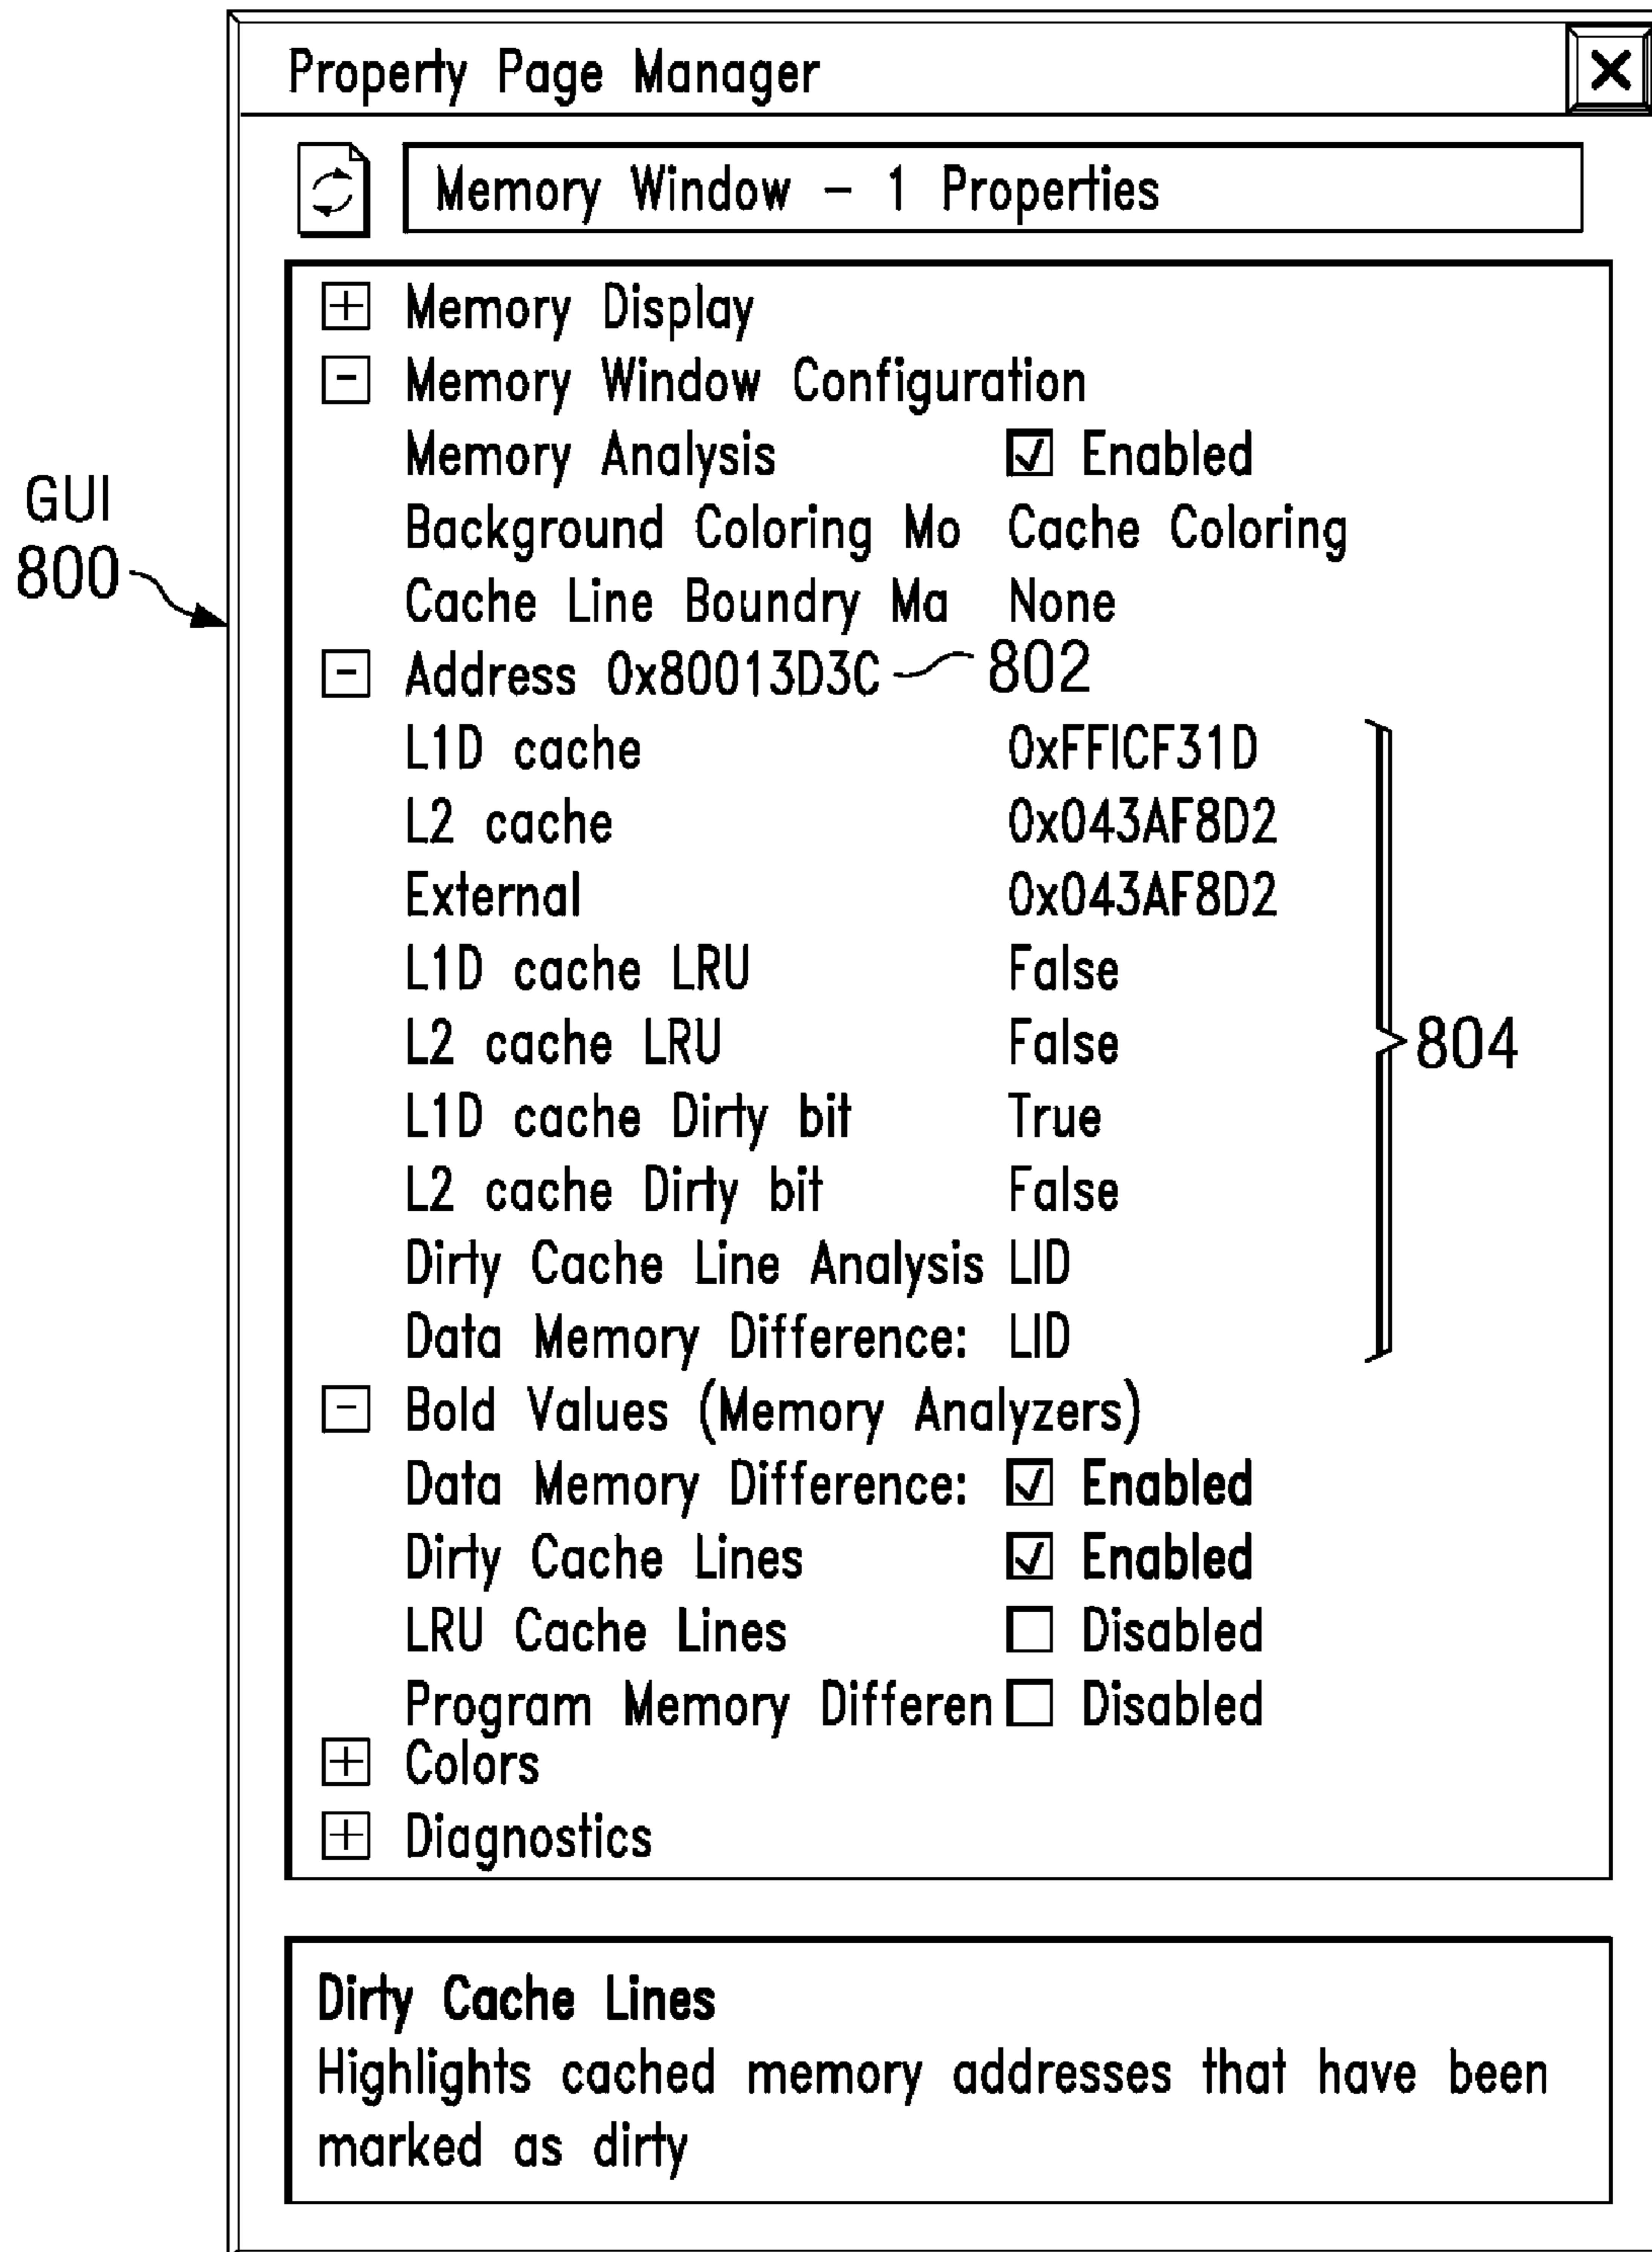 Property Page Manager
Memory Window – 1 Properties
Memory Display
Memory Window Configuration
Memory Analysis Enabled
Background Coloring Mo Cache Coloring
Cache Line Boundry Ma None
GUI
800
Address 0x80013D3C 802
L1D cache 0xFFICF31D
L2 cache 0x043AF8D2
External 0x043AF8D2
L1D cache LRU False
L2 cache LRU False
804
L1D cache Dirty bit True
L2 cache Dirty bit False
Dirty Cache Line Analysis LID
Data Memory Difference: LID
Bold Values (Memory Analyzers)
Data Memory Difference: Enabled
Dirty Cache Lines Enabled
LRU Cache Lines Disabled
Program Memory Differen Disabled
Colors
Diagnostics
Dirty Cache Lines
Highlights cached memory addresses that have been
marked as dirty